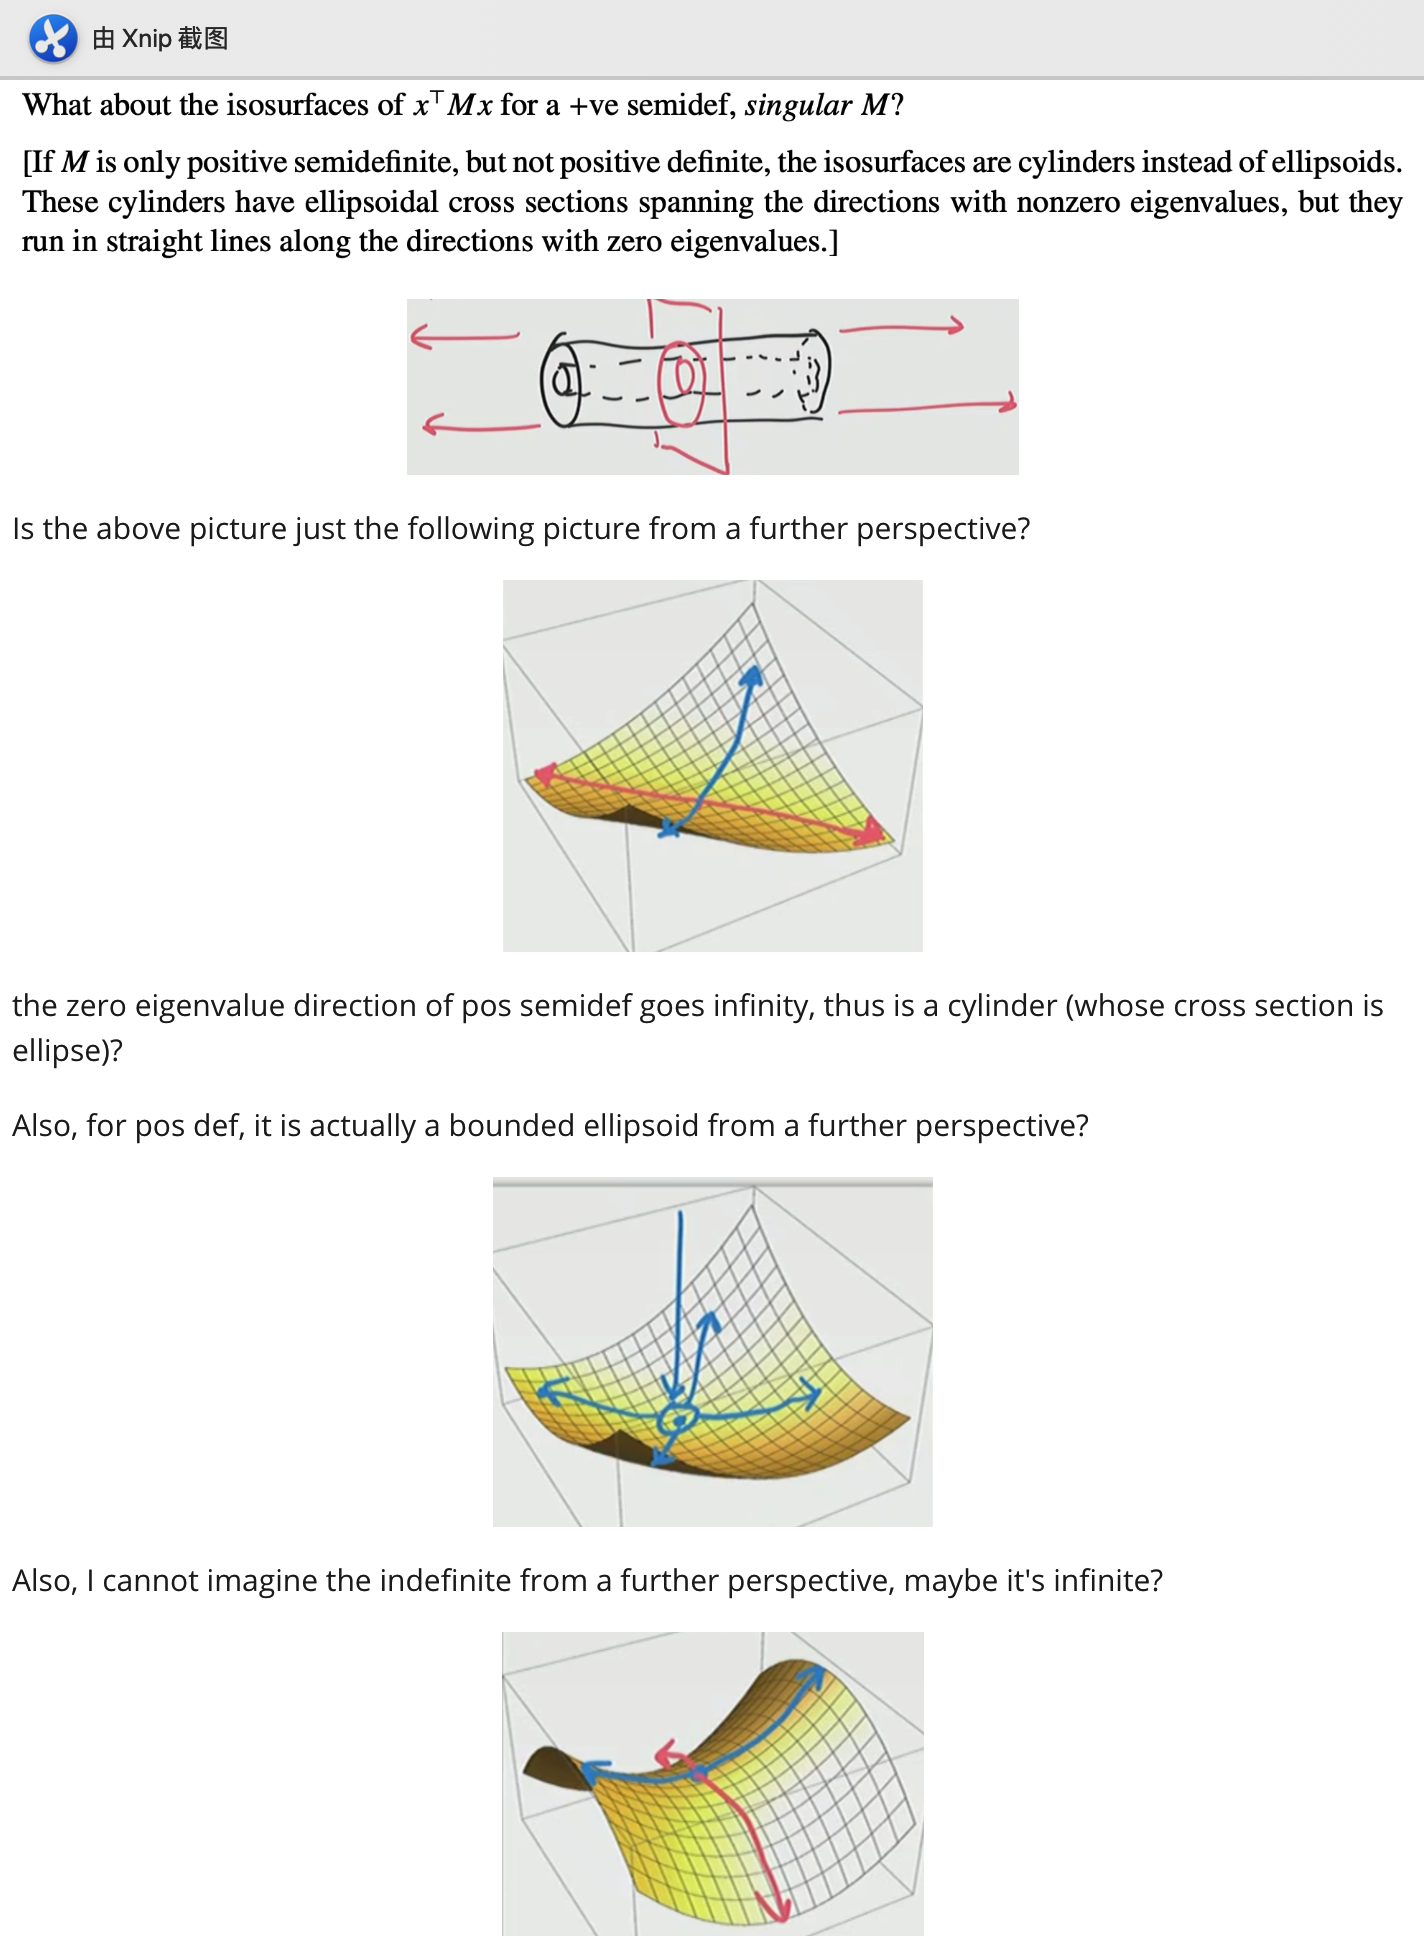 由 Xnip 截图
What about the isosurfaces of x⊤Mx for a +ve semidef, singular M?
[If M is only positive semidefinite, but not positive definite, the isosurfaces are cylinders instead of ellipsoids.
These cylinders have ellipsoidal cross sections spanning the directions with nonzero eigenvalues, but they
run in straight lines along the directions with zero eigenvalues.]
Is the above picture just the following picture from a further perspective?
the zero eigenvalue direction of pos semidef goes infinity, thus is a cylinder (whose cross section is
ellipse)?
Also, for pos def, it is actually a bounded ellipsoid from a further perspective?
Also, I cannot imagine the indefinite from a further perspective, maybe it's infinite?